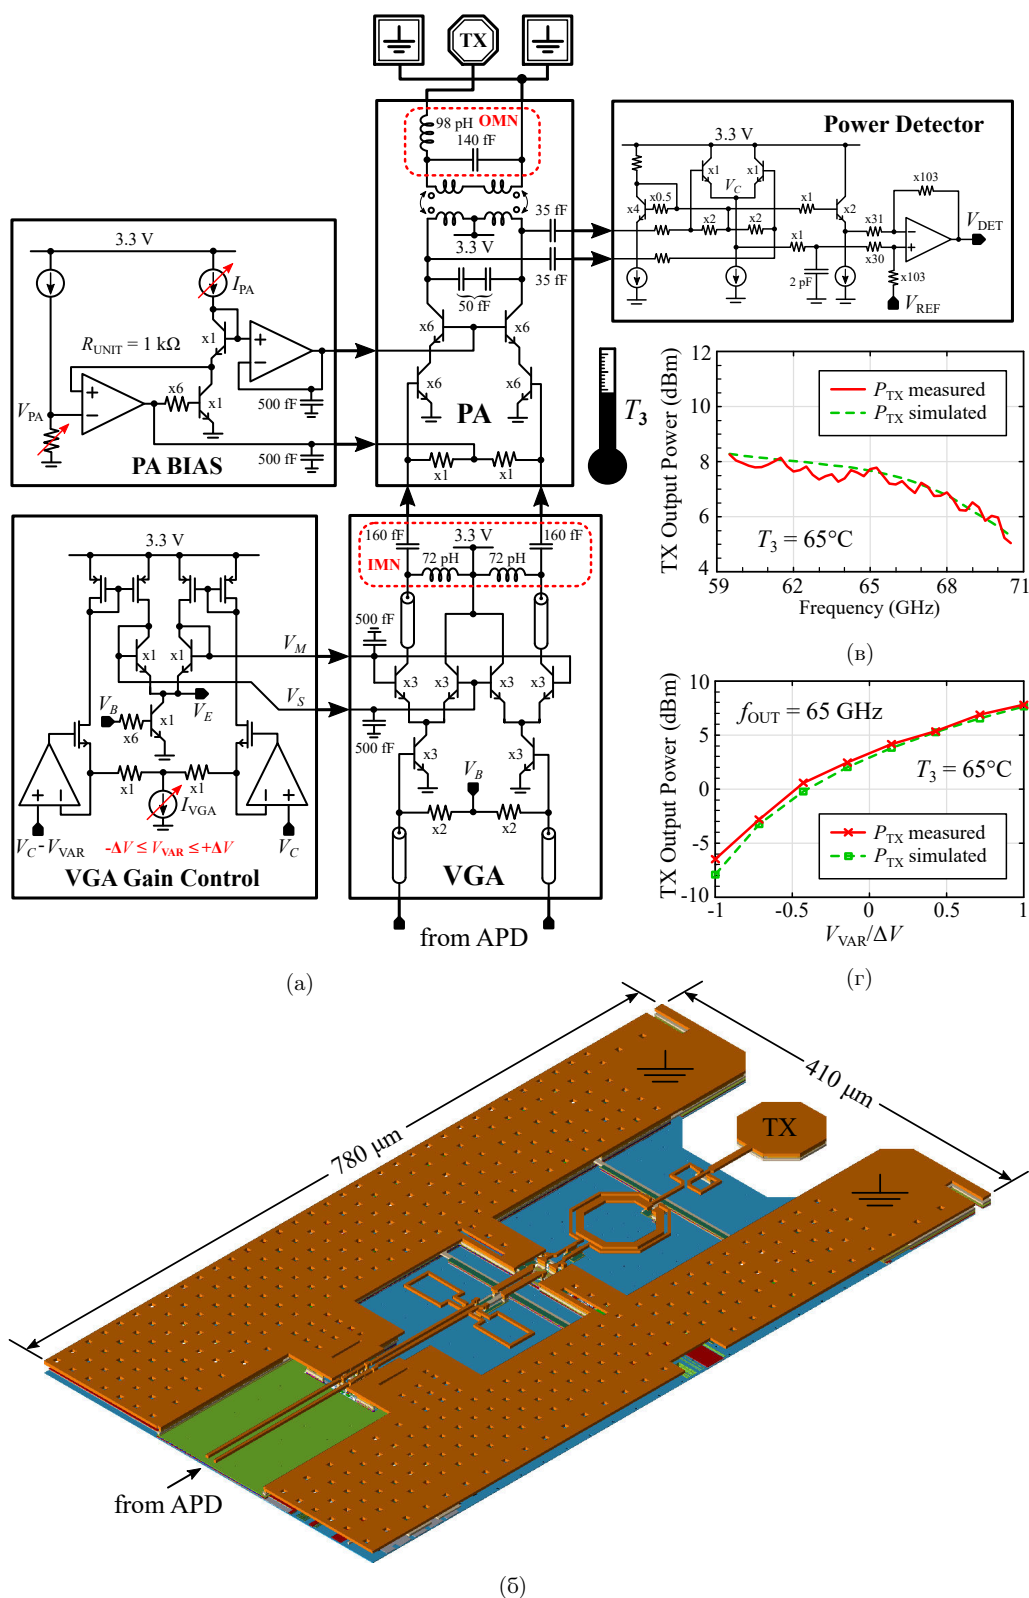 TX
98 pH OMN
140 fF
3.3 V
35 fF
35 fF
50 fF
x6 x6
x6 x6
PA
x1 x1
Power Detector
3.3 V
x1 x1
V_C
x4 x0.5 x1 x2
x2 x2
x103
x31
V_DET
x1 x30
x103
2 pF
V_REF
3.3 V
I_PA
R_UNIT = 1 kΩ
x1
x6
x1
500 fF
V_PA
500 fF
PA BIAS
T_3
12
10
8
6
4
TX Output Power (dBm)
P_TX measured
P_TX simulated
T_3 = 65°C
59 62 65 68 71
Frequency (GHz)
(в)
3.3 V
x1 x1
V_M
V_B
V_E
V_S
x1
x6
x1 x1
I_VGA
V_C-V_VAR
-ΔV ≤ V_VAR ≤ +ΔV
V_C
VGA Gain Control
160 fF 3.3 V 160 fF
IMN
72 pH 72 pH
500 fF
x3 x3 x3 x3
500 fF
x3 x3
V_B
x2 x2
VGA
from APD
(а)
10
5
0
-5
-10
TX Output Power (dBm)
f_OUT = 65 GHz
T_3 = 65°C
P_TX measured
P_TX simulated
-1 -0.5 0 0.5 1
V_VAR/ΔV
(г)
780 μm
410 μm
TX
from APD
(б)